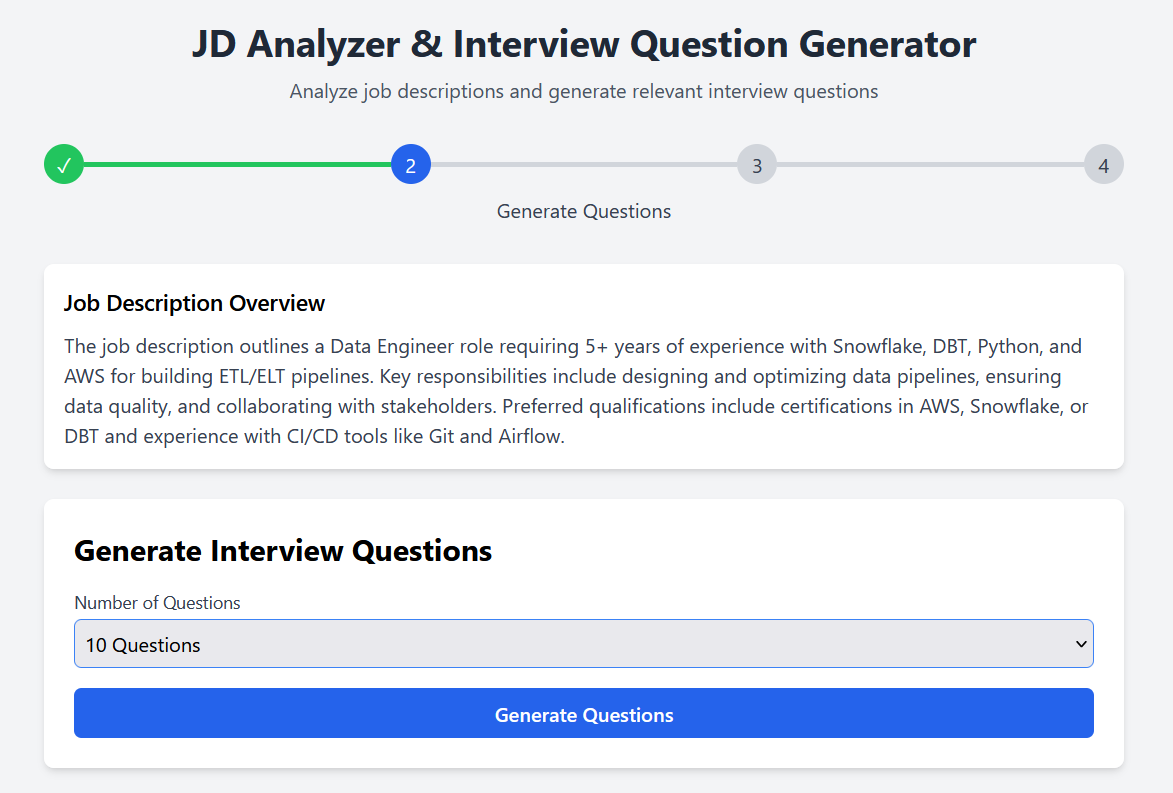 JD Analyzer & Interview Question Generator
Analyze job descriptions and generate relevant interview questions
✓ 2 3 4
Generate Questions
Job Description Overview
The job description outlines a Data Engineer role requiring 5+ years of experience with Snowflake, DBT, Python, and
AWS for building ETL/ELT pipelines. Key responsibilities include designing and optimizing data pipelines, ensuring
data quality, and collaborating with stakeholders. Preferred qualifications include certifications in AWS, Snowflake, or
DBT and experience with CI/CD tools like Git and Airflow.
Generate Interview Questions
Number of Questions
10 Questions
Generate Questions